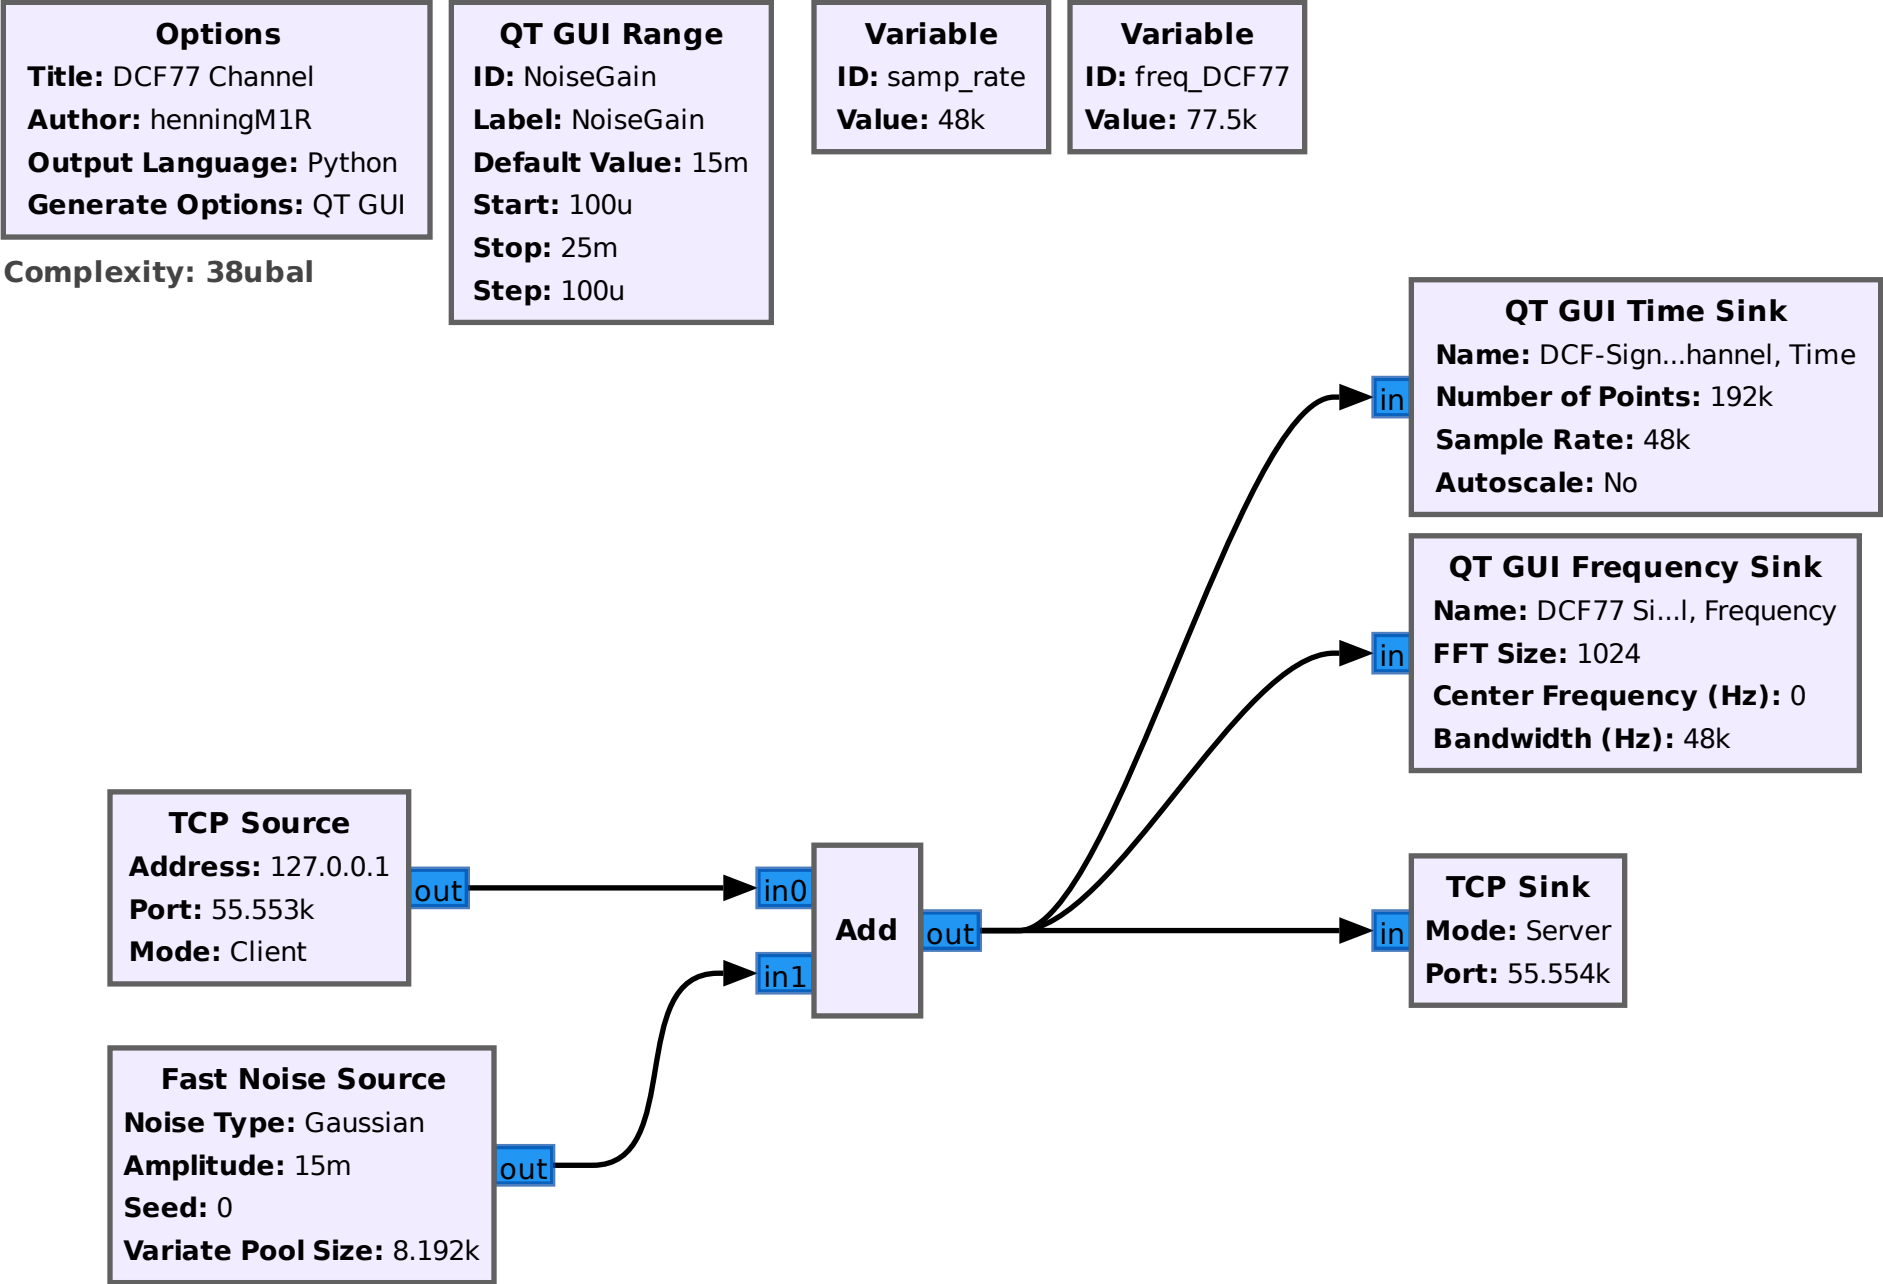 Options
Title: DCF77 Channel
Author: henningM1R
Output Language: Python
Generate Options: QT GUI
Complexity: 38ubal
QT GUI Range
ID: NoiseGain
Label: NoiseGain
Default Value: 15m
Start: 100u
Stop: 25m
Step: 100u
Variable
ID: samp_rate
Value: 48k
Variable
ID: freq_DCF77
Value: 77.5k
QT GUI Time Sink
Name: DCF-Sign...hannel, Time
Number of Points: 192k
Sample Rate: 48k
Autoscale: No
in
QT GUI Frequency Sink
Name: DCF77 Si...l, Frequency
FFT Size: 1024
Center Frequency (Hz): 0
Bandwidth (Hz): 48k
in
TCP Source
Address: 127.0.0.1
Port: 55.553k
Mode: Client
out
in0
in1
Add
out
in
TCP Sink
Mode: Server
Port: 55.554k
Fast Noise Source
Noise Type: Gaussian
Amplitude: 15m
Seed: 0
Variate Pool Size: 8.192k
out